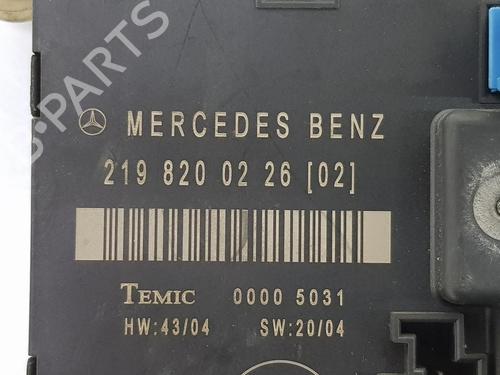 B-PARTS
MERCEDES BENZ
219 820 02 26 [02]
TEMIC 0000 5031
HW:43/04 SW:20/04